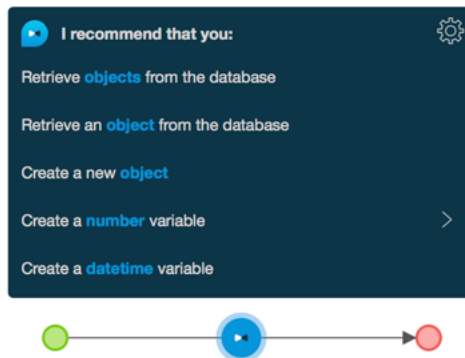 I recommend that you:
Retrieve objects from the database
Retrieve an object from the database
Create a new object
Create a number variable
Create a datetime variable